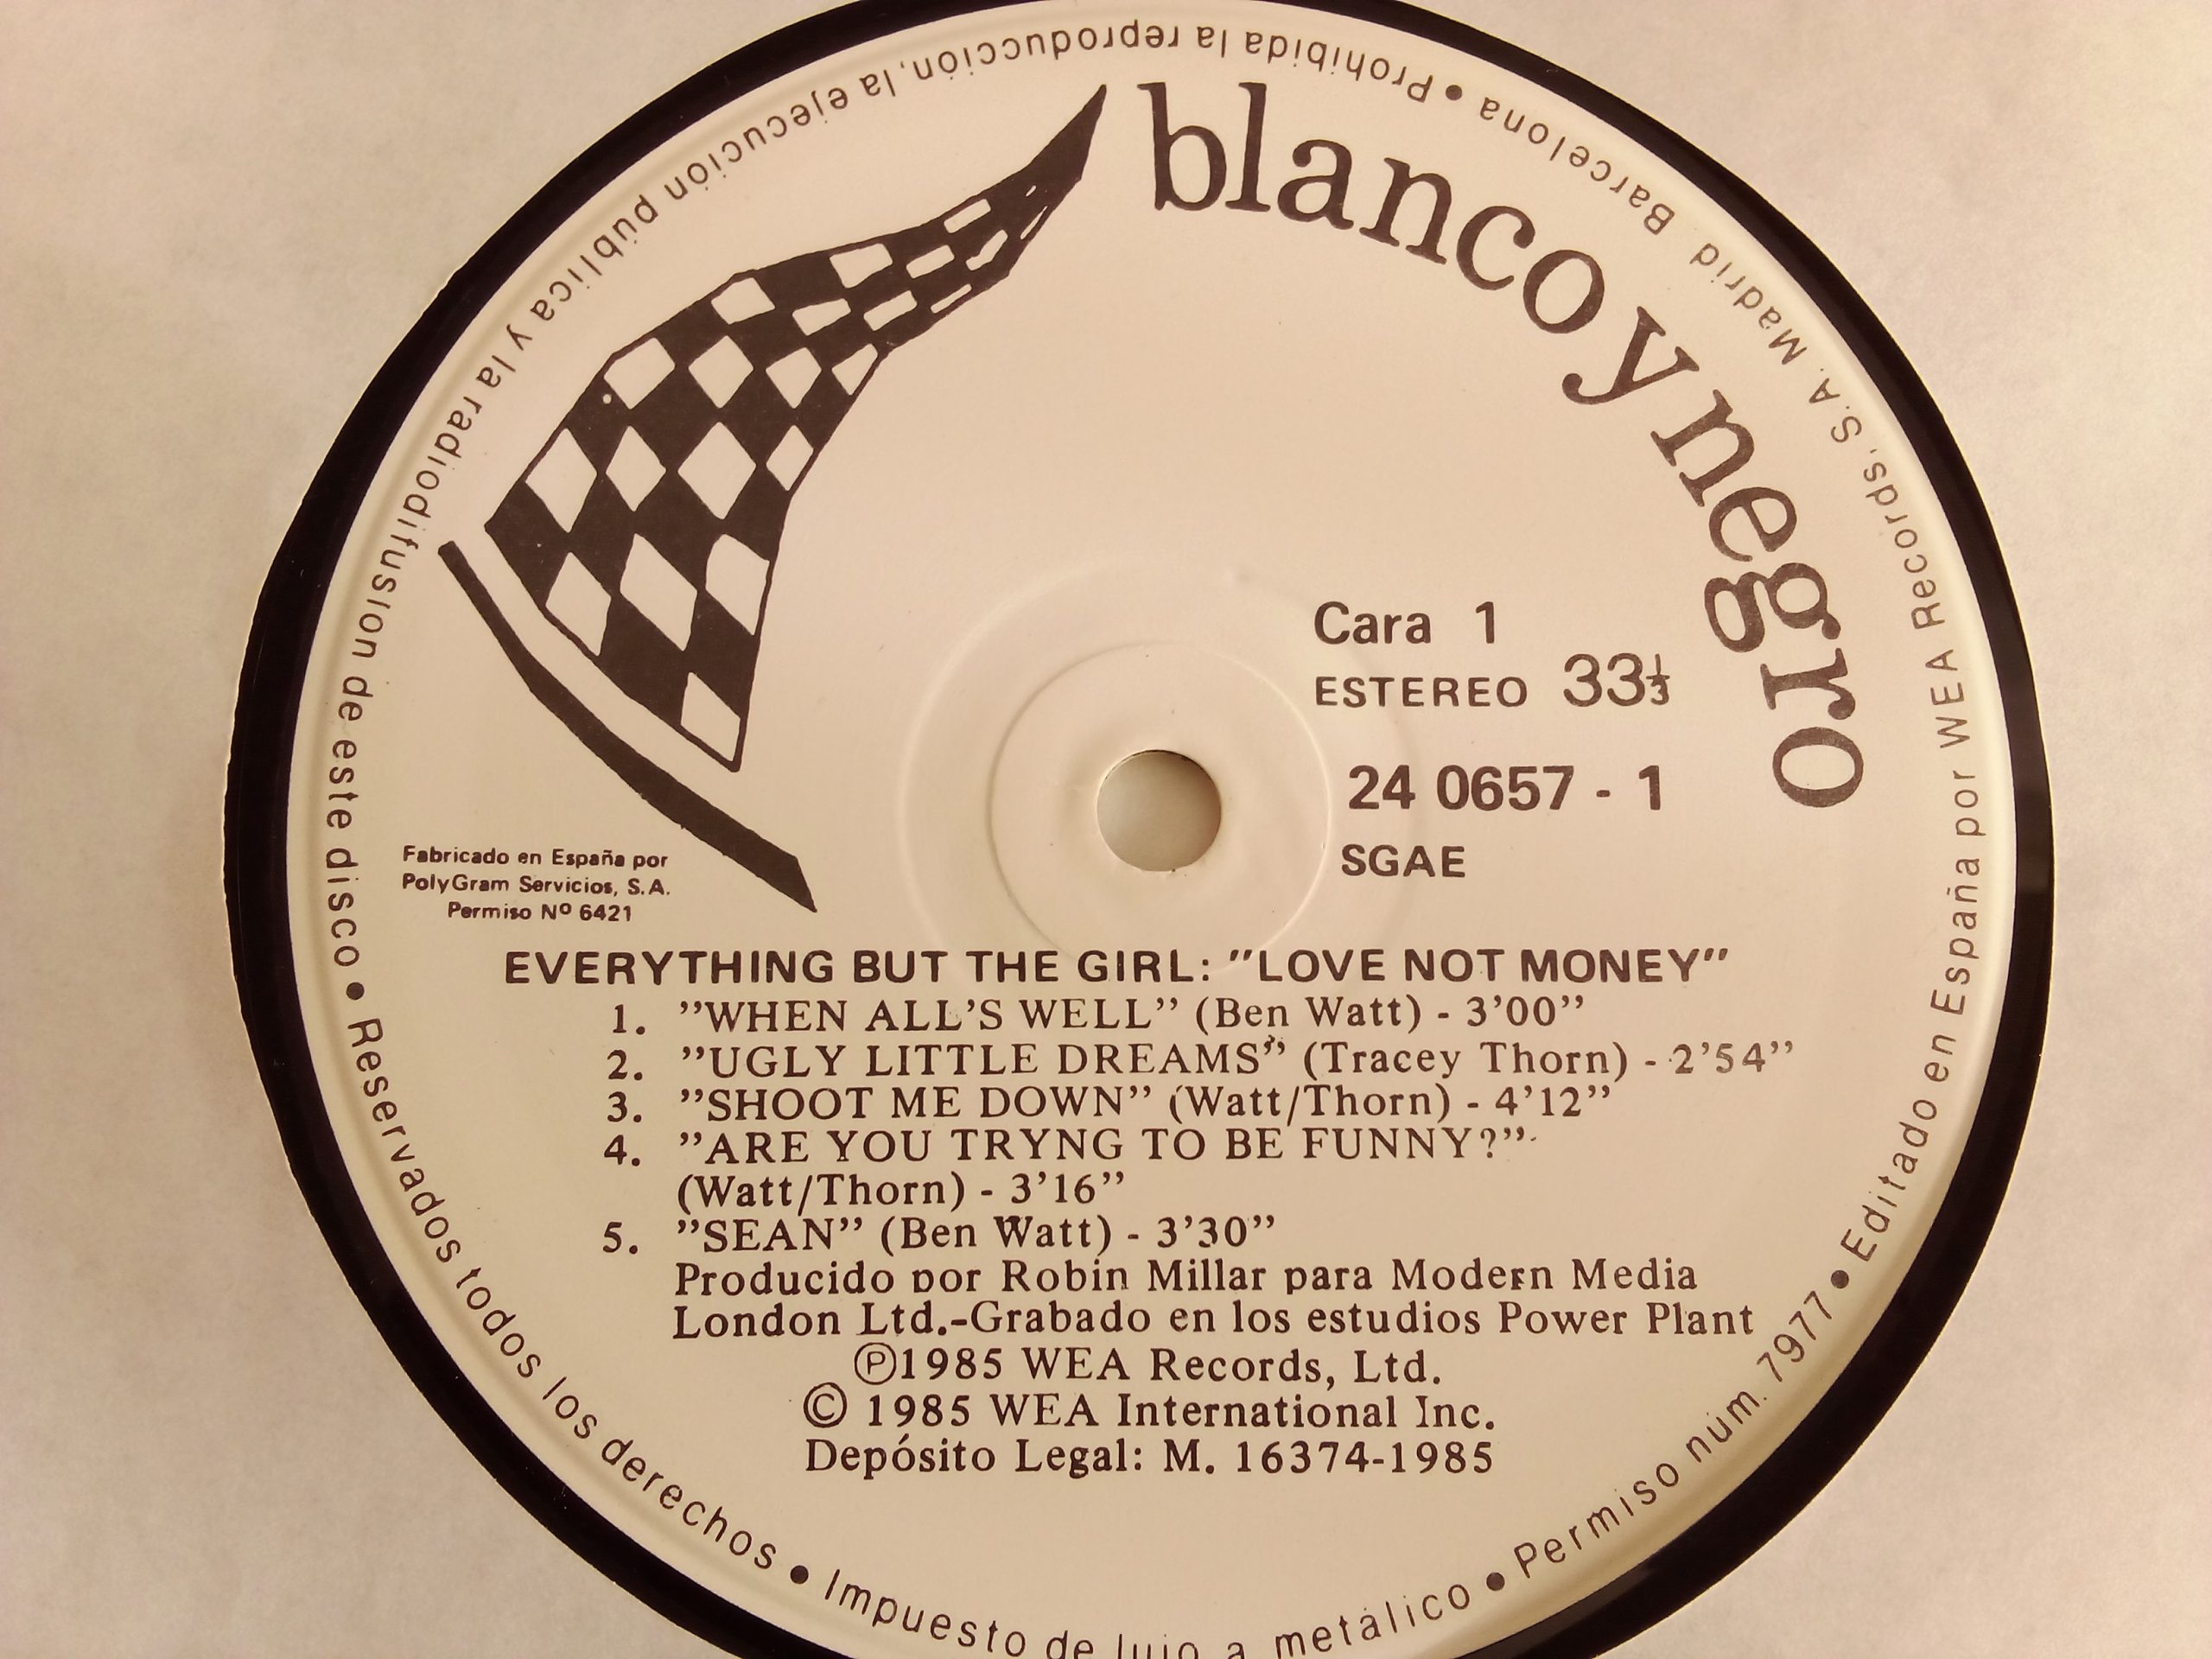 blanco y negro
Cara 1
ESTEREO 33⅓
24 0657 - 1
SGAE
Fabricado en España por
PolyGram Servicios, S.A.
Permiso Nº 6421
EVERYTHING BUT THE GIRL: "LOVE NOT MONEY"
1. "WHEN ALL'S WELL" (Ben Watt) - 3'00"
2. "UGLY LITTLE DREAMS" (Tracey Thorn) - 2'54"
3. "SHOOT ME DOWN" (Watt/Thorn) - 4'12"
4. "ARE YOU TRYNG TO BE FUNNY?"
(Watt/Thorn) - 3'16"
5. "SEAN" (Ben Watt) - 3'30"
Producido por Robin Millar para Modern Media
London Ltd.-Grabado en los estudios Power Plant
Ⓟ1985 WEA Records, Ltd.
© 1985 WEA International Inc.
Depósito Legal: M. 16374-1985
Editado en España por WEA Records, S.A. Madrid Barcelona • Prohibida la reproducción, la ejecución pública y la radiodifusion de este disco • Reservados todos los derechos • Impuesto de lujo a metálico • Permiso núm. 7977 •